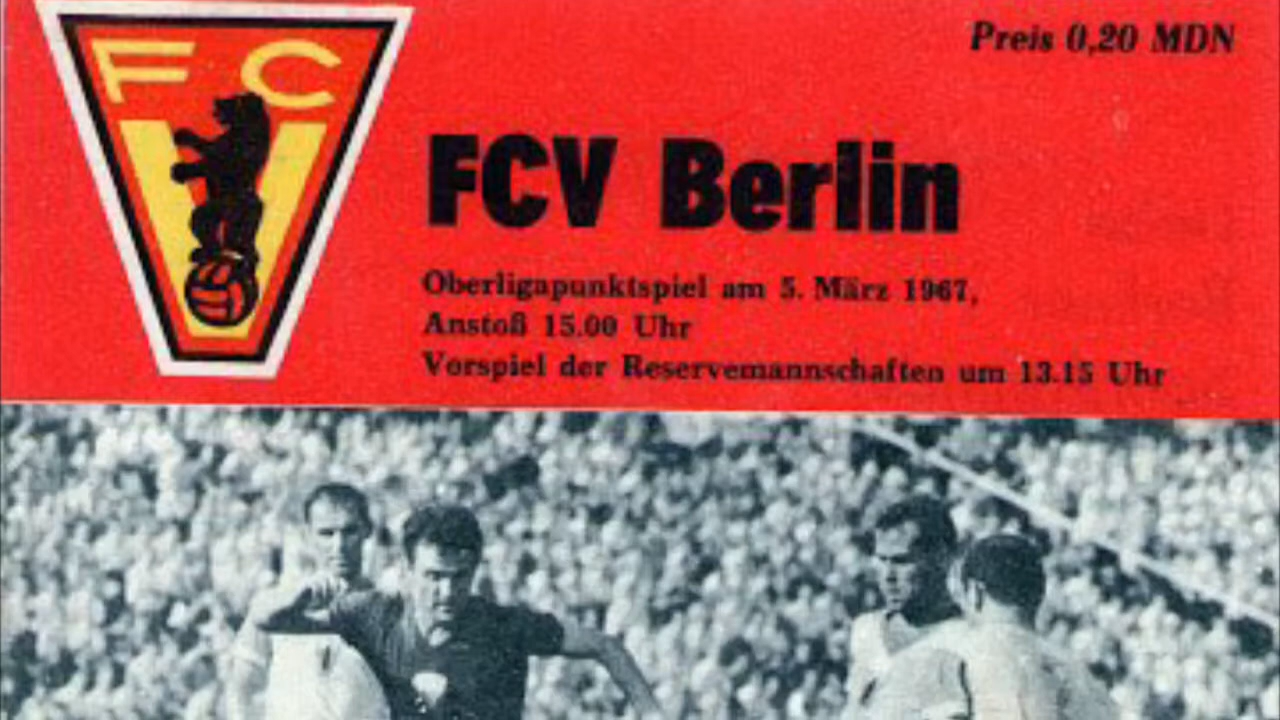 FC
V
Preis 0,20 MDN
FCV Berlin
Oberligapunktspiel am 5. März 1967,
Anstoß 15.00 Uhr
Vorspiel der Reservemannschaften um 13.15 Uhr